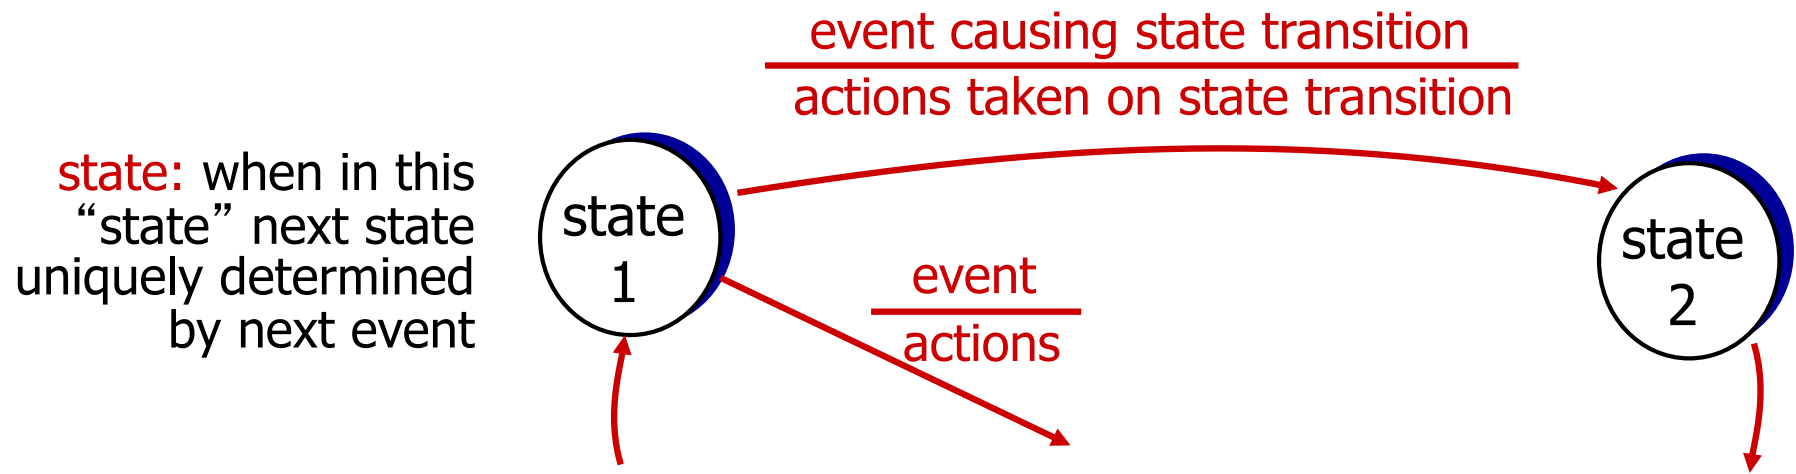 event causing state transition
actions taken on state transition
state: when in this
“state” next state
uniquely determined
by next event
state
1
event
actions
state
2